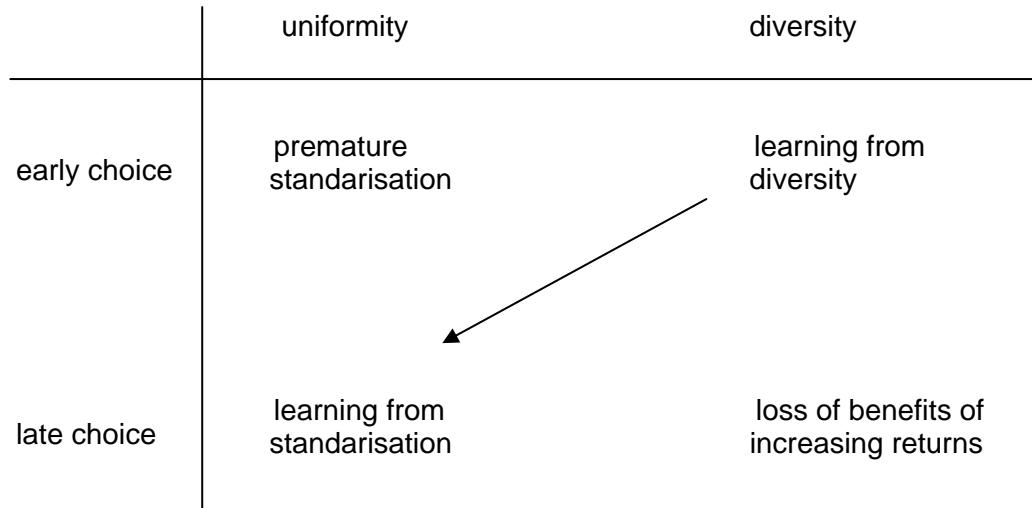 uniformity diversity
premature learning from
early choice standarisation diversity
learning from loss of benefits of
late choice standarisation increasing returns